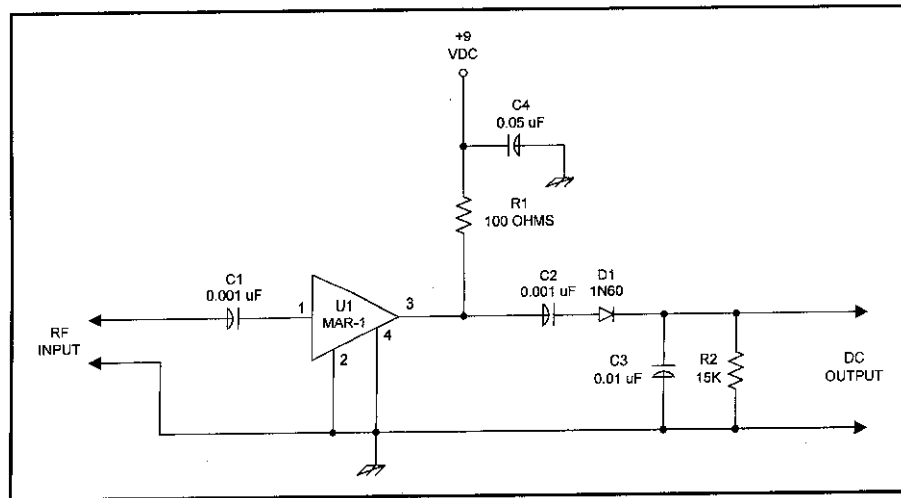 +9
VDC
C4
0.05 uF
R1
100 OHMS
C1
0.001 uF
C2
0.001 uF
D1
1N60
1
U1
MAR-1
3
4
2
RF
INPUT
C3
0.01 uF
R2
15K
DC
OUTPUT